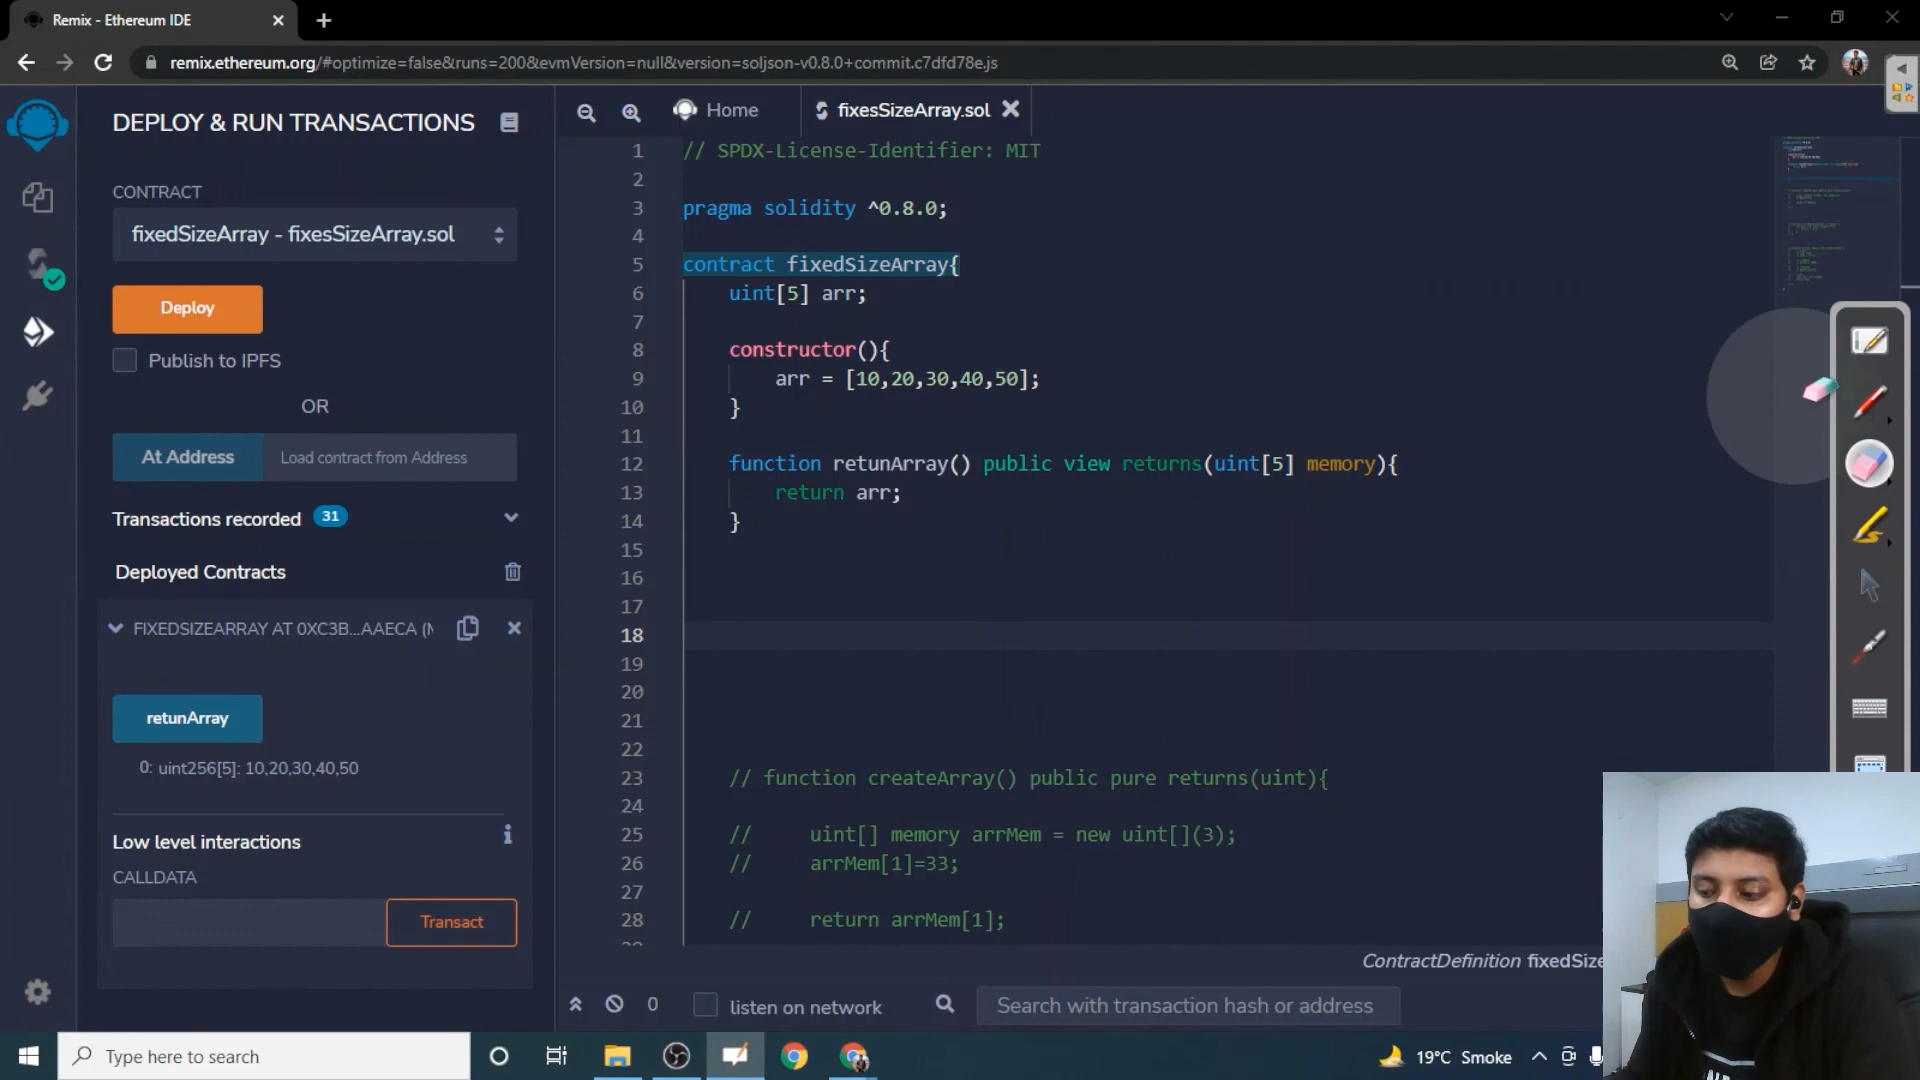 Remix - Ethereum IDE
remix.ethereum.org/#optimize=false&runs=200&evmVersion=null&version=soljson-v0.8.0+commit.c7dfd78e.js
DEPLOY & RUN TRANSACTIONS
CONTRACT
fixedSizeArray - fixesSizeArray.sol
Deploy
Publish to IPFS
OR
At Address
Load contract from Address
Transactions recorded 31
Deployed Contracts
FIXEDSIZEARRAY AT 0XC3B...AAECA (M
retunArray
0: uint256[5]: 10,20,30,40,50
Low level interactions
CALLDATA
Transact
Home
fixesSizeArray.sol
1 // SPDX-License-Identifier: MIT
2
3 pragma solidity ^0.8.0;
4
5 contract fixedSizeArray{
6 uint[5] arr;
7
8 constructor(){
9 arr = [10,20,30,40,50];
10 }
11
12 function retunArray() public view returns(uint[5] memory){
13 return arr;
14 }
15
16
17
18
19
20
21
22
23 // function createArray() public pure returns(uint){
24
25 // uint[] memory arrMem = new uint[](3);
26 // arrMem[1]=33;
27
28 // return arrMem[1];
ContractDefinition fixedSize
0
listen on network
Search with transaction hash or address
Type here to search
19°C Smoke